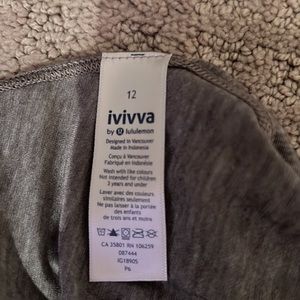 12
ivivva
by lululemon
Designed in Vancouver
Made in Indonesia
Conçu à Vancouver
Fabriqué en Indonésie
Wash with like colours
Not intended for children
3 years and under
Laver avec des couleurs
similaires seulement
Ne pas laisser à la portée
des enfants
de trois ans et moins
CA 35801 RN 106259
087444
IG1890S
P6